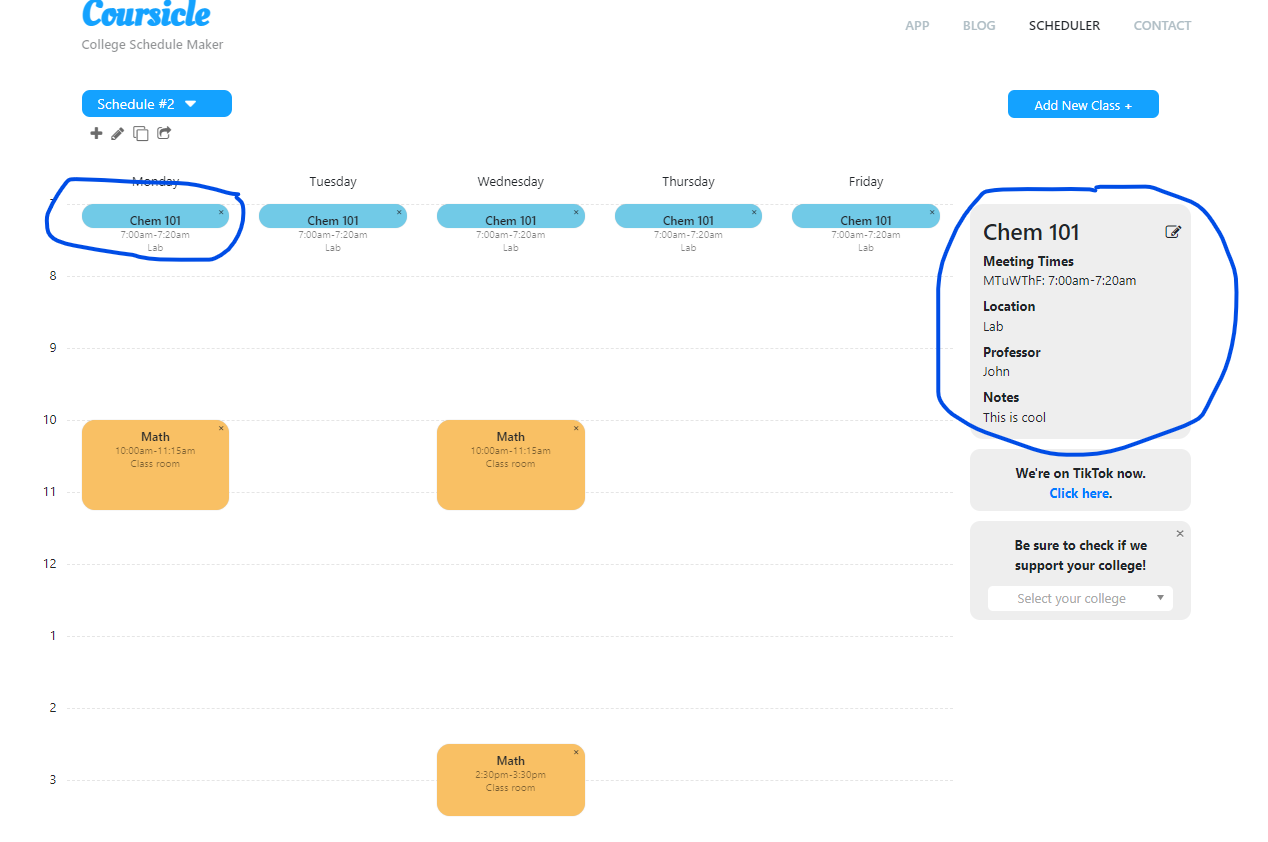 Coursicle
College Schedule Maker
APP BLOG SCHEDULER CONTACT
Schedule #2
Add New Class +
Monday Tuesday Wednesday Thursday Friday
Chem 101 Chem 101 Chem 101 Chem 101 Chem 101
7:00am-7:20am 7:00am-7:20am 7:00am-7:20am 7:00am-7:20am 7:00am-7:20am
Lab Lab Lab Lab Lab
8
9
10
Math Math
10:00am-11:15am 10:00am-11:15am
Class room Class room
11
12
1
2
Math
2:30pm-3:30pm
3
Class room
Chem 101
Meeting Times
MTuWThF: 7:00am-7:20am
Location
Lab
Professor
John
Notes
This is cool
We're on TikTok now.
Click here.
Be sure to check if we
support your college!
Select your college